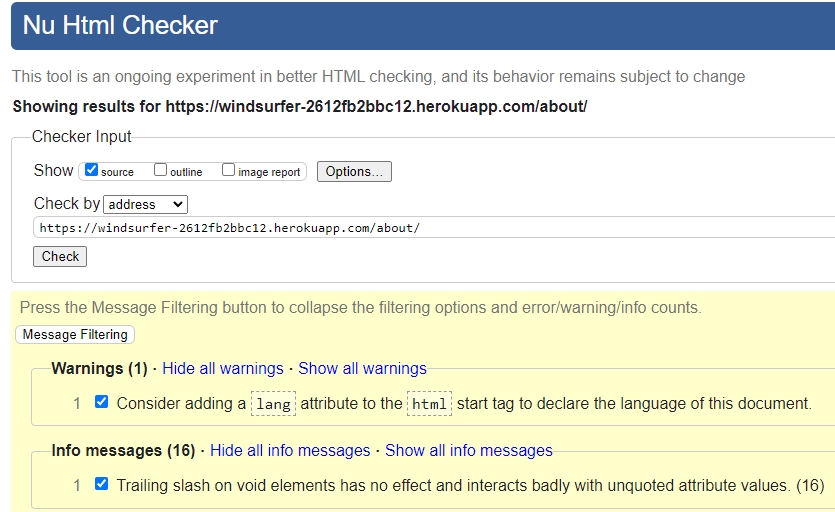 Nu Html Checker
This tool is an ongoing experiment in better HTML checking, and its behavior remains subject to change
Showing results for https://windsurfer-2612fb2bbc12.herokuapp.com/about/
Checker Input
Show source outline image report Options...
Check by address
https://windsurfer-2612fb2bbc12.herokuapp.com/about/
Check
Press the Message Filtering button to collapse the filtering options and error/warning/info counts.
Message Filtering
Warnings (1) · Hide all warnings · Show all warnings
1 Consider adding a lang attribute to the html start tag to declare the language of this document.
Info messages (16) · Hide all info messages · Show all info messages
1 Trailing slash on void elements has no effect and interacts badly with unquoted attribute values. (16)